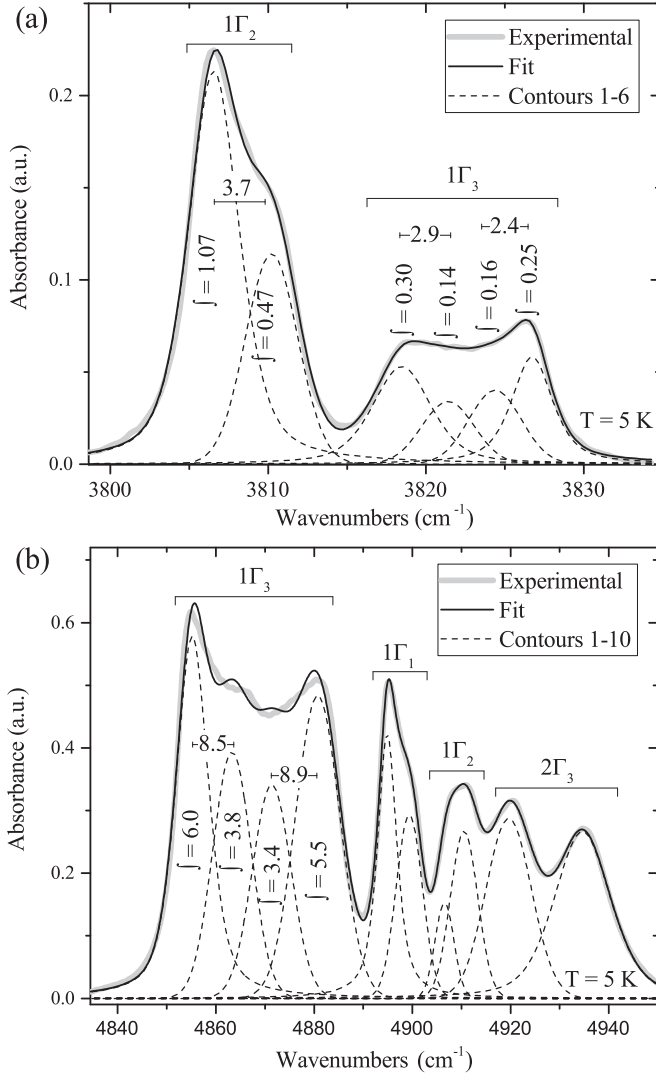 (a)
1Γ₂
Experimental
Fit
Contours 1-6
0.2
1Γ₃
3.7
2.9
2.4
∫ = 1.07
∫ = 0.47
∫ = 0.30
∫ = 0.14
∫ = 0.16
∫ = 0.25
Absorbance (a.u.)
0.1
T = 5 K
0.0
3800 3810 3820 3830
Wavenumbers (cm⁻¹)
(b)
1Γ₃
Experimental
Fit
Contours 1-10
0.6
1Γ₁
1Γ₂
2Γ₃
8.5
8.9
∫ = 6.0
∫ = 3.8
∫ = 3.4
∫ = 5.5
Absorbance (a.u.)
0.4
0.2
T = 5 K
0.0
4840 4860 4880 4900 4920 4940
Wavenumbers (cm⁻¹)